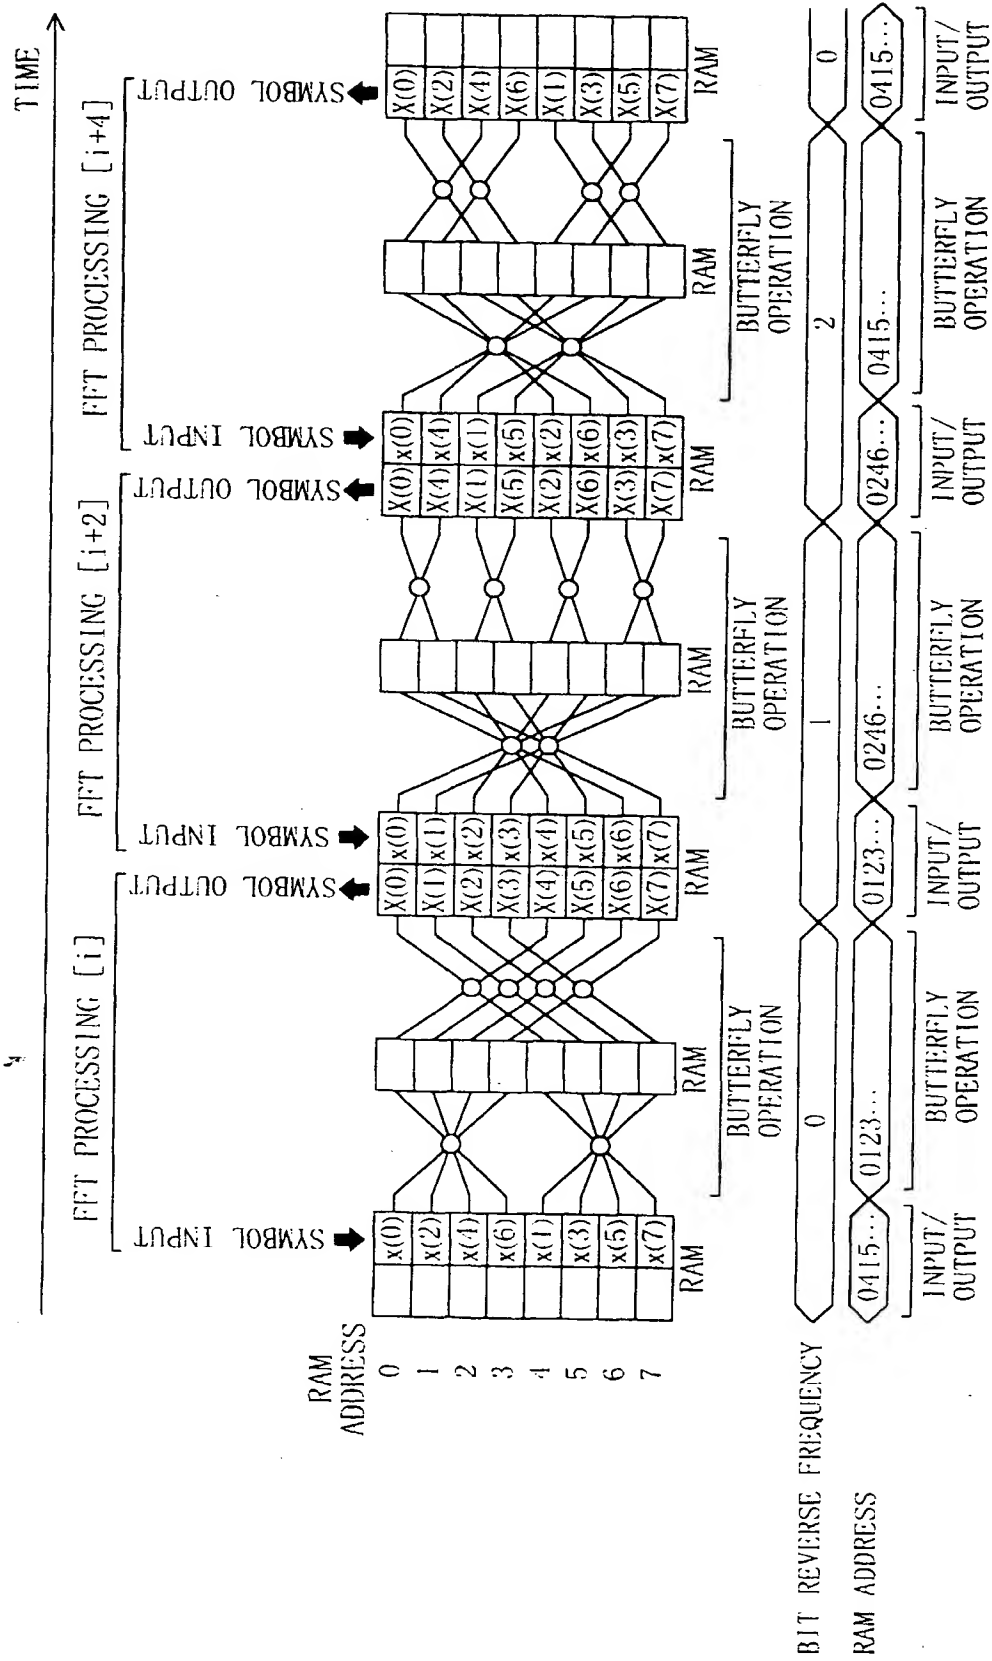 TIME
FFT PROCESSING [i]
FFT PROCESSING [i+2]
FFT PROCESSING [i+4]
SYMBOL INPUT
SYMBOL OUTPUT
SYMBOL INPUT
SYMBOL OUTPUT
SYMBOL INPUT
SYMBOL OUTPUT
RAM
ADDRESS
0
1
2
3
4
5
6
7
x(0)
x(2)
x(4)
x(6)
x(1)
x(3)
x(5)
x(7)
RAM
RAM
X(0) x(0)
X(1) x(1)
X(2) x(2)
X(3) x(3)
X(4) x(4)
X(5) x(5)
X(6) x(6)
X(7) x(7)
RAM
RAM
X(0) x(0)
X(4) x(4)
X(1) x(1)
X(5) x(5)
X(2) x(2)
X(6) x(6)
X(3) x(3)
X(7) x(7)
RAM
RAM
X(0)
X(2)
X(4)
X(6)
X(1)
X(3)
X(5)
X(7)
RAM
BUTTERFLY
OPERATION
BUTTERFLY
OPERATION
BUTTERFLY
OPERATION
BIT REVERSE FREQUENCY
0
1
2
0
RAM ADDRESS
0415...
0123...
0123...
0246...
0246...
0415...
0415...
INPUT/
OUTPUT
BUTTERFLY
OPERATION
INPUT/
OUTPUT
BUTTERFLY
OPERATION
INPUT/
OUTPUT
BUTTERFLY
OPERATION
INPUT/
OUTPUT